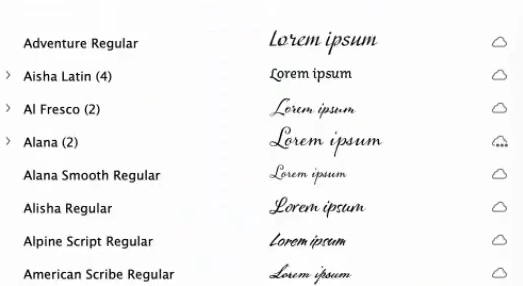 Adventure Regular Lorem ipsum
Aisha Latin (4) Lorem ipsum
Al Fresco (2) Lorem ipsum
Alana (2) Lorem ipsum
Alana Smooth Regular Lorem ipsum
Alisha Regular Lorem ipsum
Alpine Script Regular Lorem ipsum
American Scribe Regular Lorem ipsum